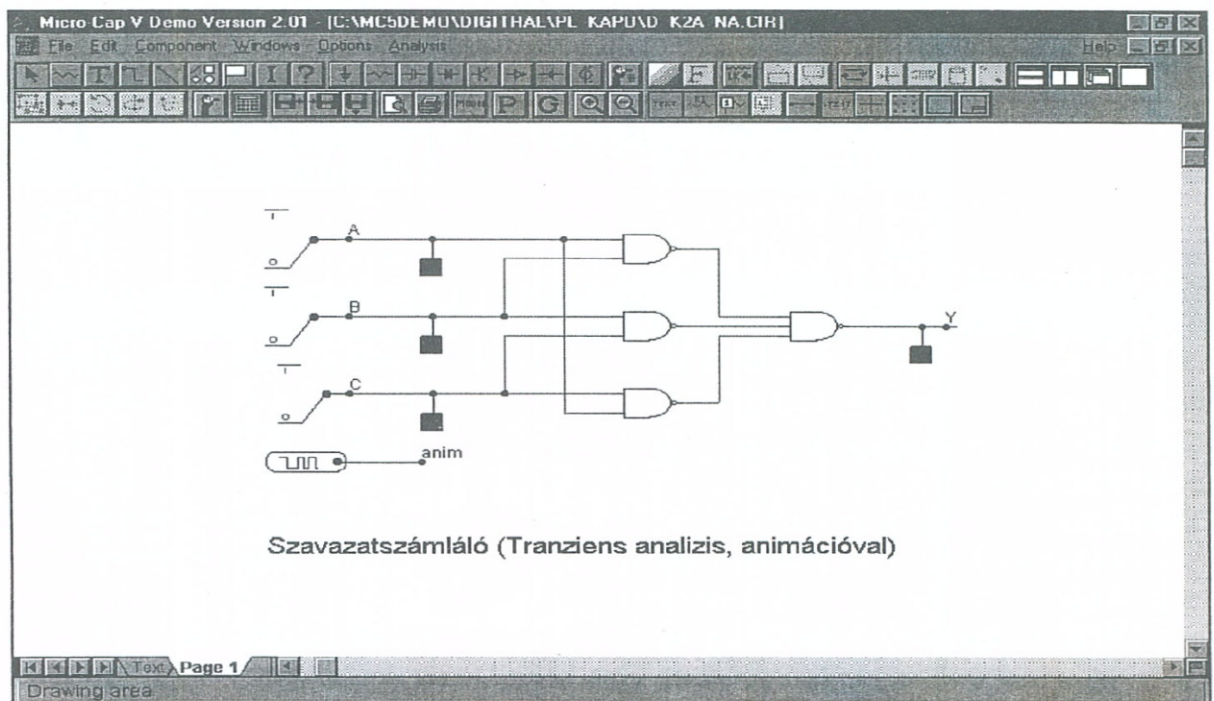 Micro-Cap V Demo Version 2.01 - [C:\MC5DEMO\DIGITHAL\PL_KAPU\D_K2A_NA.CIR]
File Edit Component Windows Options Analysis Help
A
B
C
Y
anim
Szavazatszámláló (Tranziens analizis, animációval)
Text Page 1
Drawing area